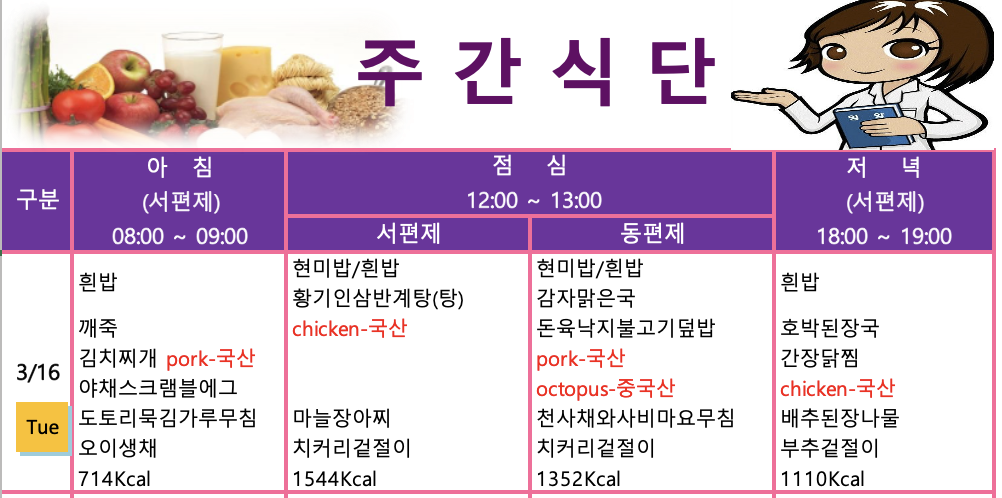 주간식단
구분
아 침
(서편제)
08:00 ~ 09:00
점 심
12:00 ~ 13:00
서편제
동편제
저 녁
(서편제)
18:00 ~ 19:00
3/16
Tue
흰밥
깨죽
김치찌개 pork-국산
야채스크램블에그
도토리묵김가루무침
오이생채
714Kcal
현미밥/흰밥
황기인삼반계탕(탕)
chicken-국산
마늘장아찌
치커리겉절이
1544Kcal
현미밥/흰밥
감자맑은국
돈육낙지불고기덮밥
pork-국산
octopus-중국산
천사채와사비마요무침
치커리겉절이
1352Kcal
흰밥
호박된장국
간장닭찜
chicken-국산
배추된장나물
부추겉절이
1110Kcal